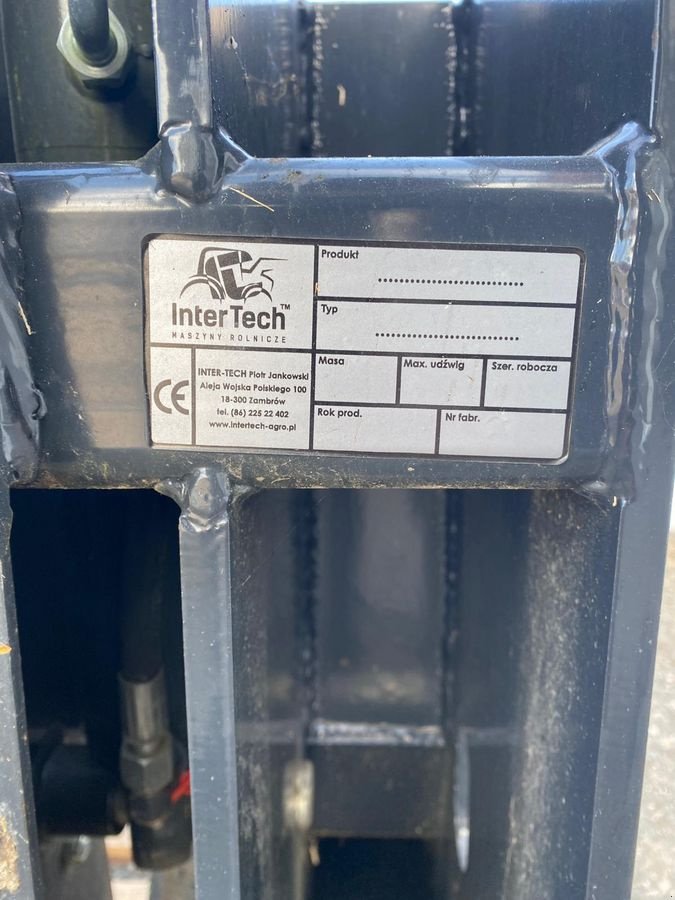 InterTech™
MASZYNY ROLNICZE
Produkt ..............................
Typ ..............................
CE
INTER-TECH Piotr Jankowski
Aleja Wojska Polskiego 100
18-300 Zambrów
tel. (86) 225 22 402
www.intertech-agro.pl
Masa
Max. udźwig
Szer. robocza
Rok prod.
Nr fabr.